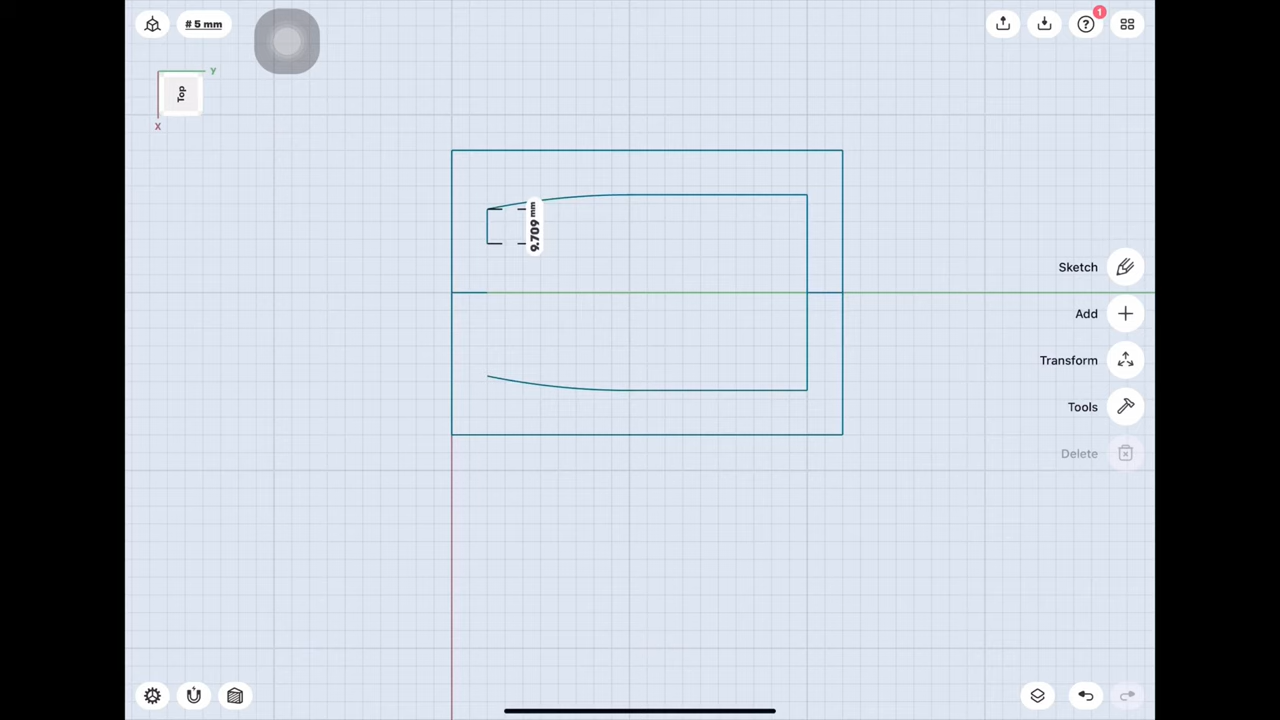 # 5 mm
1
y
Top
X
9.709 mm
Sketch
Add
Transform
Tools
Delete